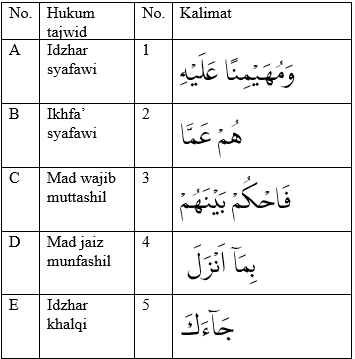 No. Hukum tajwid No. Kalimat
A Idzhar syafawi 1 وَمُهَيْمِنًا عَلَيْهِ
B Ikhfa’ syafawi 2 هُمْ عَمَّا
C Mad wajib muttashil 3 فَاحْكُمْ بَيْنَهُمْ
D Mad jaiz munfashil 4 بِمَآ اَنْزَلَ
E Idzhar khalqi 5 جَآءَكَ